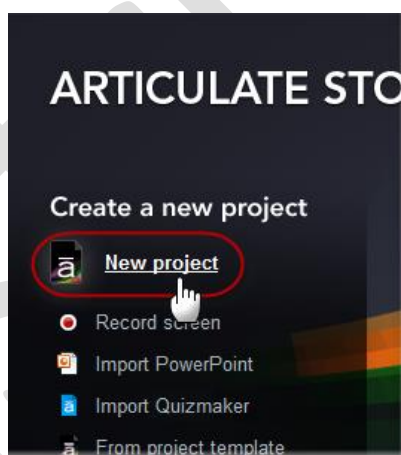 ARTICULATE STO
Create a new project
New project
Record screen
Import PowerPoint
Import Quizmaker
From project template